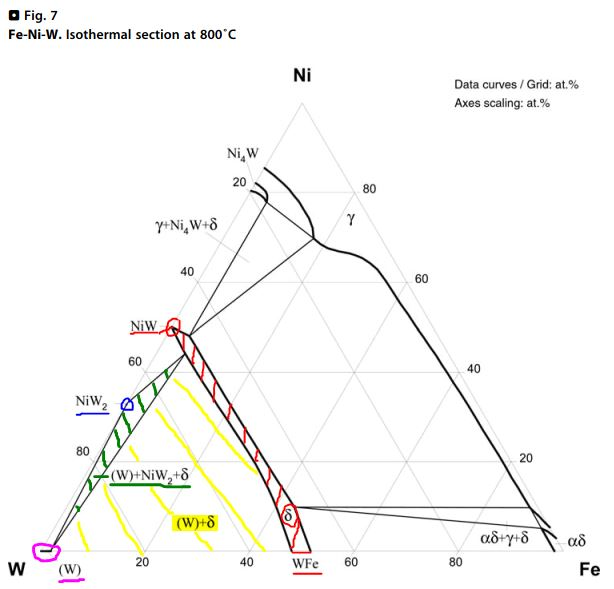 Fig. 7
Fe-Ni-W. Isothermal section at 800˚C
Ni
Data curves / Grid: at.%
Axes scaling: at.%
Ni₄W
20
80
γ
γ+Ni₄W+δ
40
60
NiW
60
40
NiW₂
80
20
(W)+NiW₂+δ
(W)+δ
δ
αδ+γ+δ
αδ
W
(W)
20
40
WFe
60
80
Fe